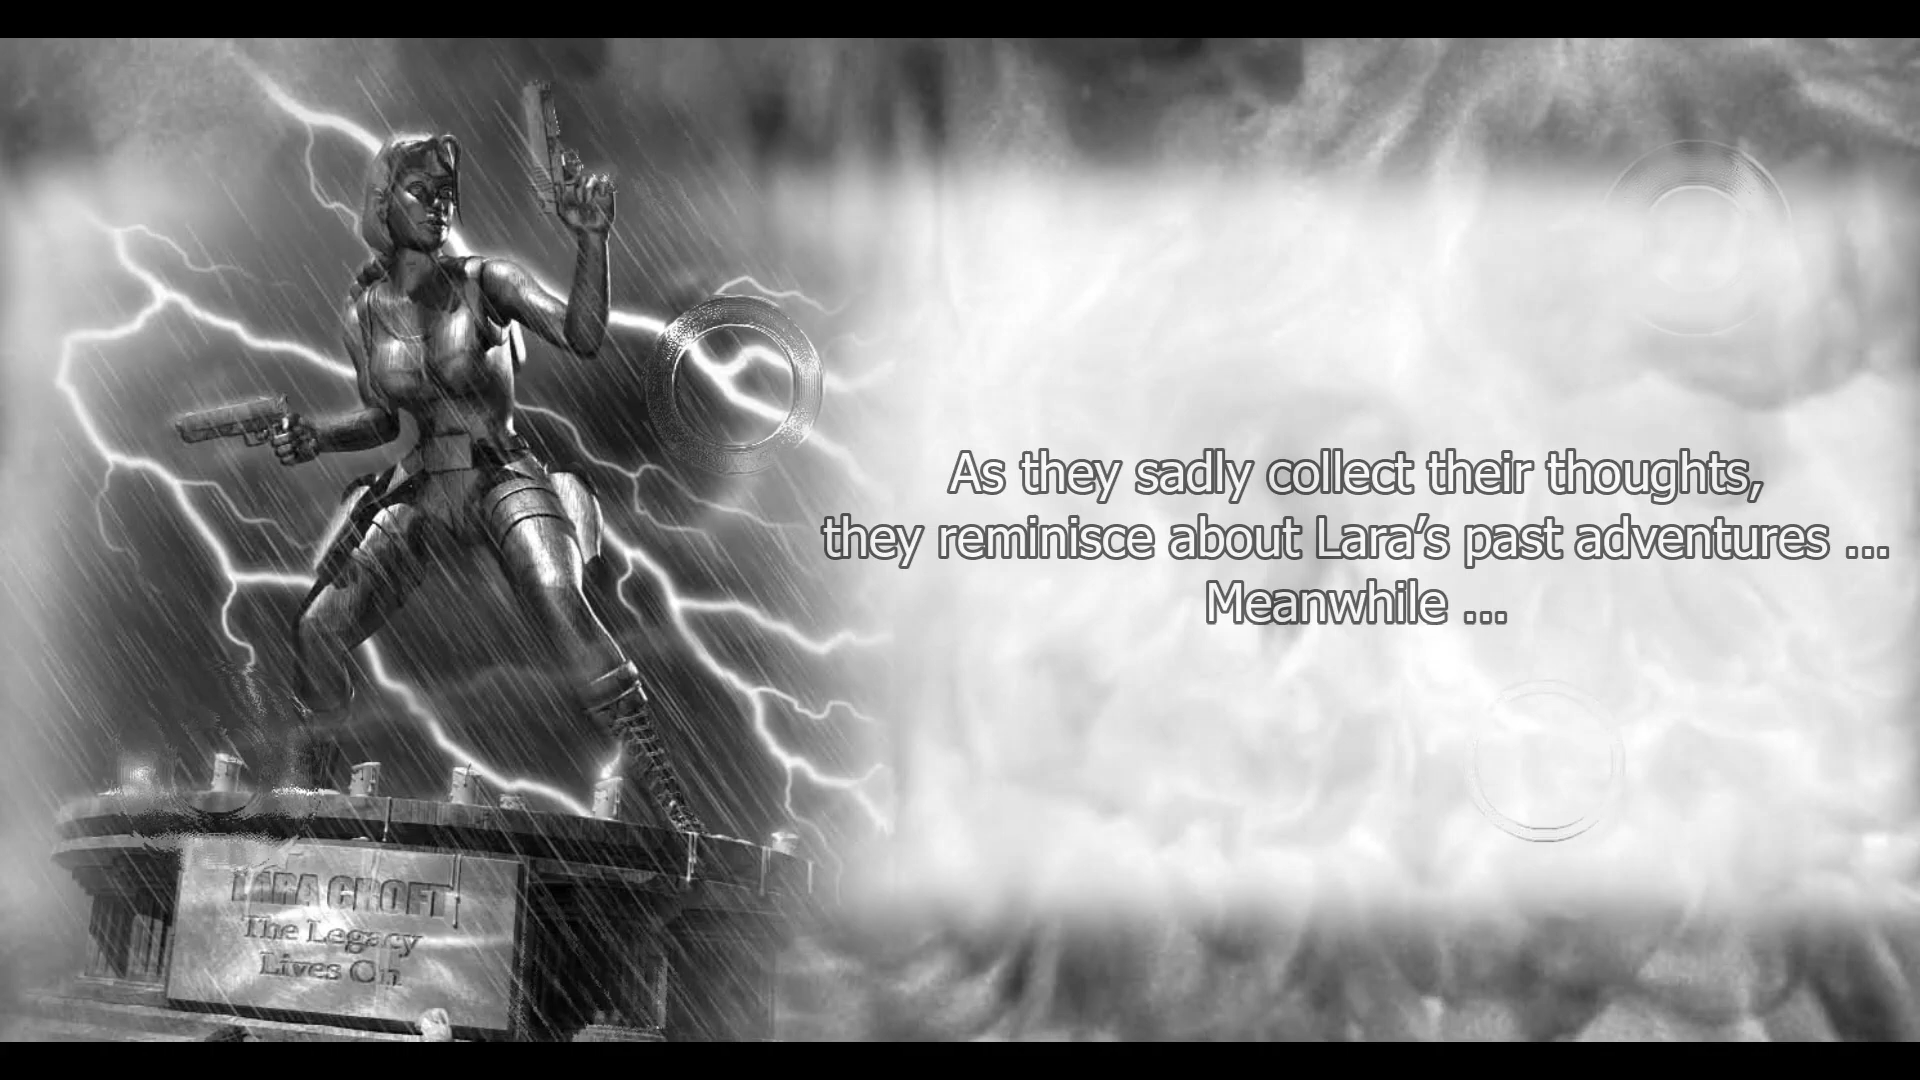 As they sadly collect their thoughts,
they reminisce about Lara's past adventures ...
Meanwhile ...
LARA CROFT
The Legacy
Lives On